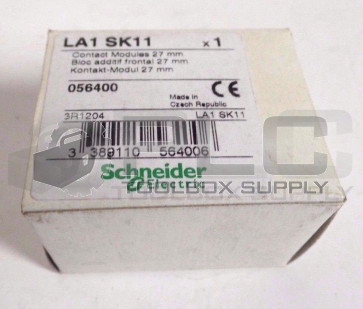 LA1 SK11 x 1
Contact Modules 27 mm
Bloc additif frontal 27 mm
Kontakt-Modul 27 mm
056400
Made in
Czech Republic
CE
3R1204 LA1 SK11
3 389110 564006
PLC
TOOLBOX SUPPLY
Schneider
Electric